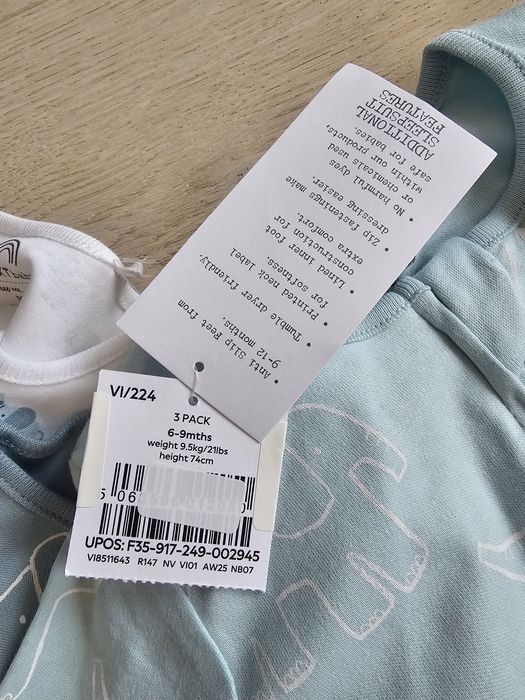 ADDITIONAL
SLEEPSUIT
FEATURES
• No harmful dyes
or chemicals used
within our products,
safe for babies.
• Zip fastenings make
dressing easier.
• Lined inner foot
construction for
extra comfort.
• Printed neck label
for softness.
• Tumble dryer friendly.
• Anti Slip Feet from
9-12 months.
VI/224
3 PACK
6-9mths
weight 9.5kg/21lbs
height 74cm
UPOS: F35-917-249-002945
VI8511643 R147 NV VI01 AW25 NB07